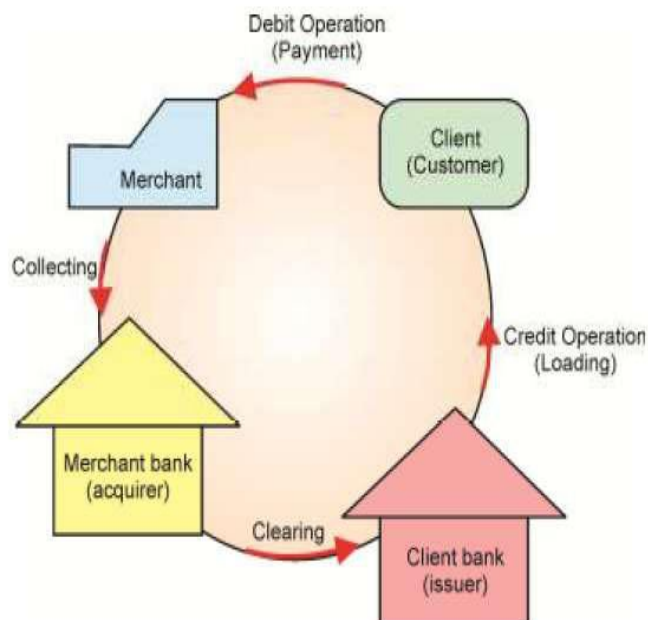 Debit Operation
(Payment)
Client
(Customer)
Merchant
Collecting
Credit Operation
(Loading)
Merchant bank
(acquirer)
Clearing
Client bank
(issuer)